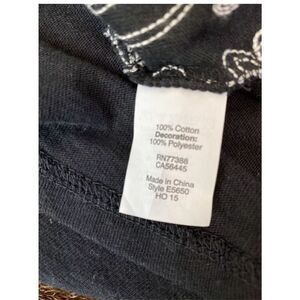 100% Cotton
Decoration:
100% Polyester
RN77388
CA56445
Made in China
Style E5650
HO 15